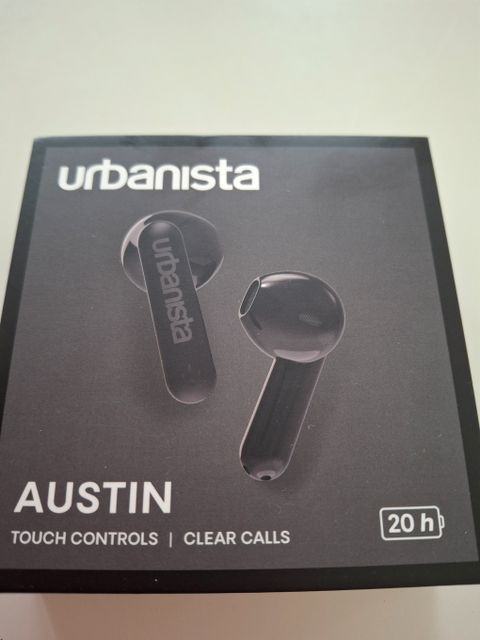 urbanista
urbanista
AUSTIN
TOUCH CONTROLS | CLEAR CALLS
20 h